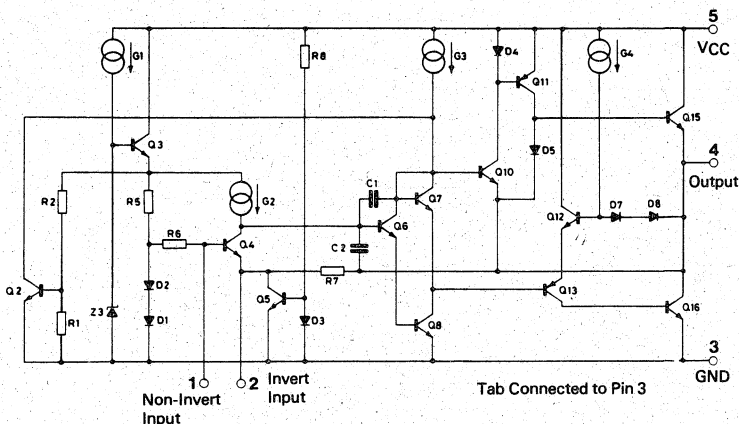 5
VCC
G1
R8
G3
D4
Q11
G4
Q15
Q3
4
Output
D5
R2
R5
G2
C1
Q7
Q10
R6
Q4
Q6
Q12
D7
D8
C2
Q2
D2
Q5
R7
Q13
Z3
R1
D1
D3
Q8
Q16
3
GND
1
2
Invert
Input
Non-Invert
Input
Tab Connected to Pin 3